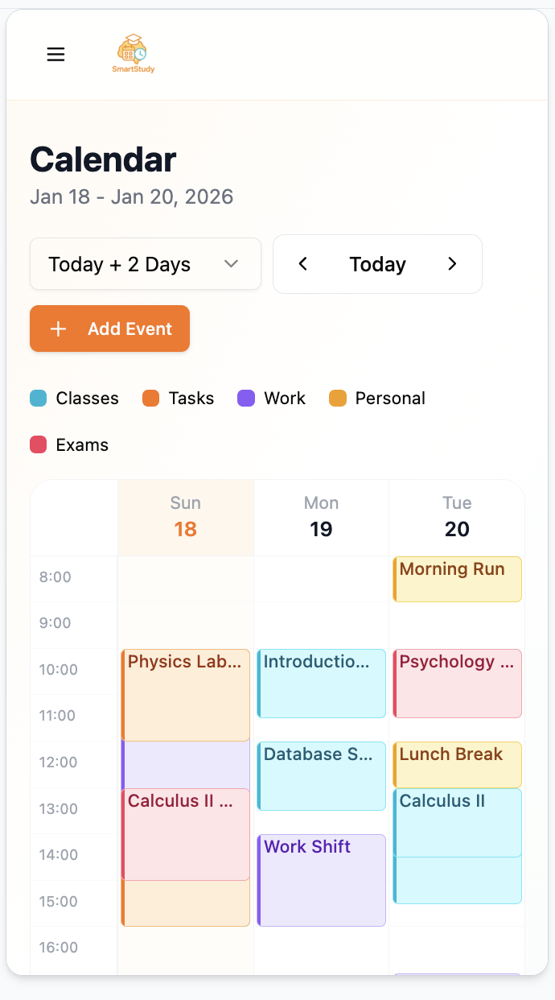 SmartStudy
Calendar
Jan 18 - Jan 20, 2026
Today + 2 Days
Today
Add Event
Classes
Tasks
Work
Personal
Exams
Sun
18
Mon
19
Tue
20
8:00
Morning Run
9:00
10:00
Physics Lab...
Introductio...
Psychology ...
11:00
12:00
Database S...
Lunch Break
13:00
Calculus II ...
Calculus II
14:00
Work Shift
15:00
16:00